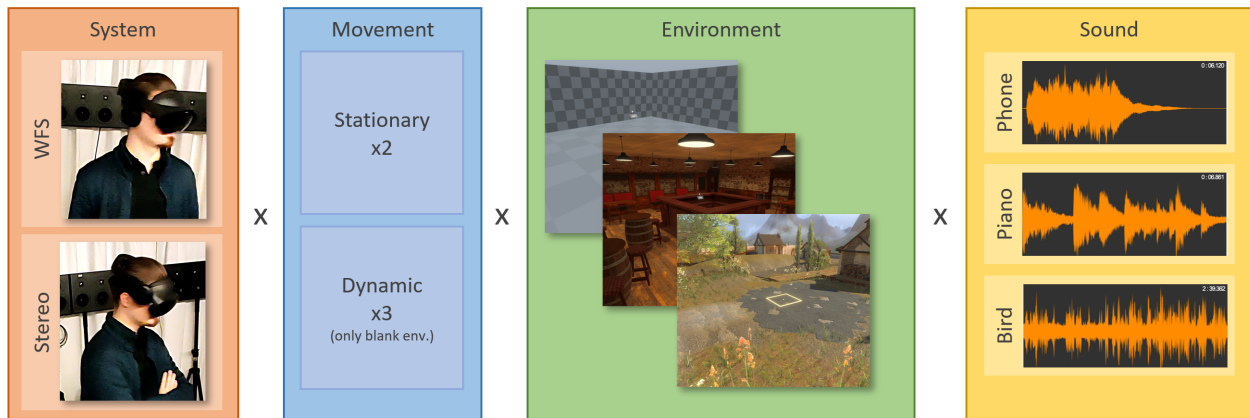 System
Movement
Environment
Sound
WFS
Stereo
x
Stationary
x2
Dynamic
x3
(only blank env.)
x
x
Phone
0 : 06:120
Piano
0 : 06.881
Bird
2 : 39:362